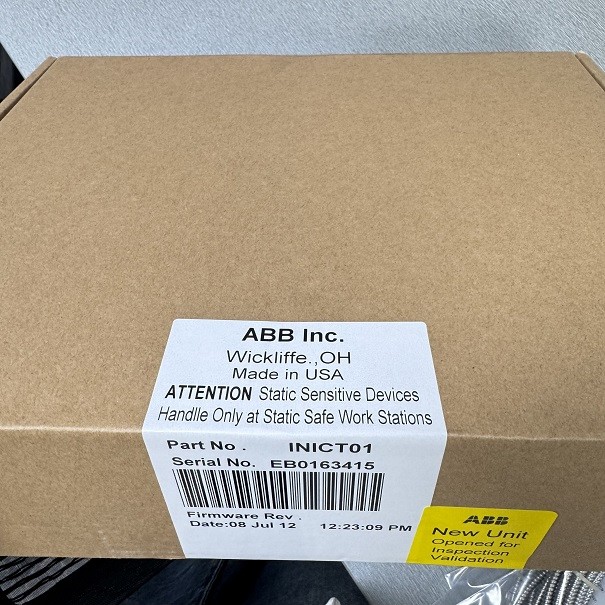 ABB Inc.
Wickliffe.,OH
Made in USA
ATTENTION Static Sensitive Devices
Handlle Only at Static Safe Work Stations
Part No . INICT01
Serial No. EB0163415
Firmware Rev .
Date:08 Jul 12 12:23:09 PM
ABB
New Unit
Opened for
Inspection
Validation